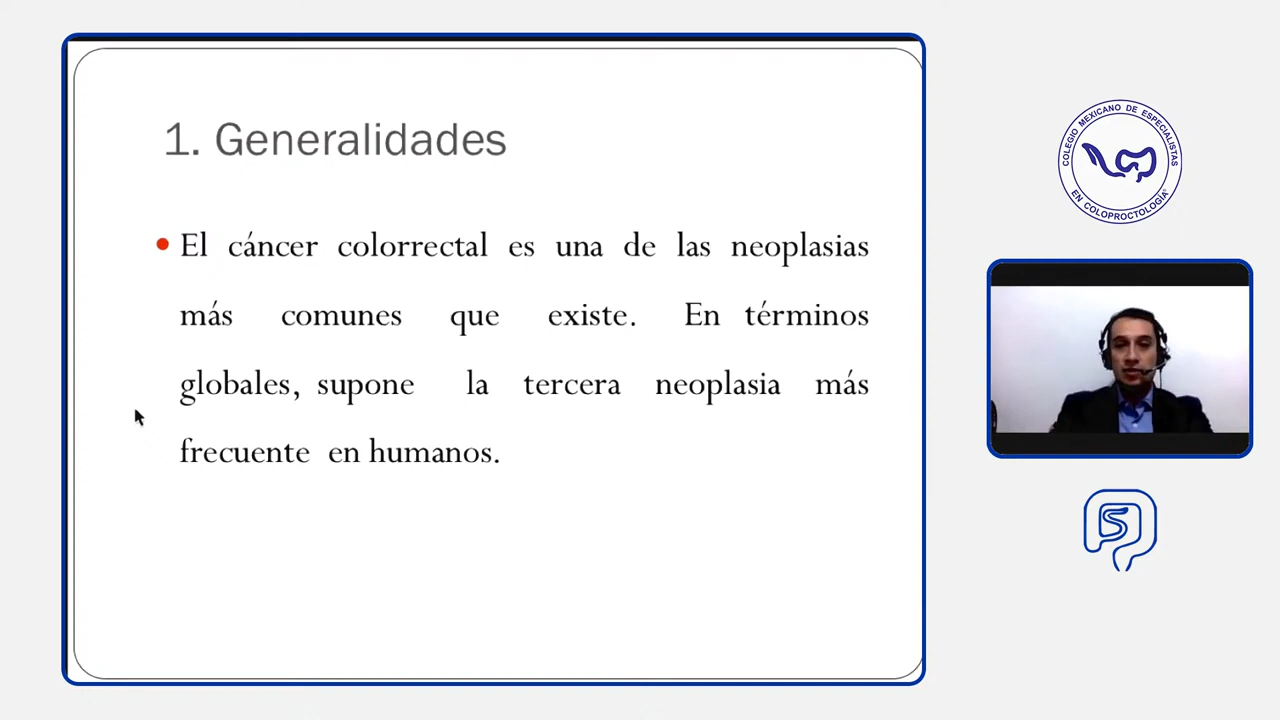 1. Generalidades
El cáncer colorrectal es una de las neoplasias
más comunes que existe. En términos
globales, supone la tercera neoplasia más
frecuente en humanos.
COLEGIO MEXICANO DE ESPECIALISTAS
EN COLOPROCTOLOGÍA